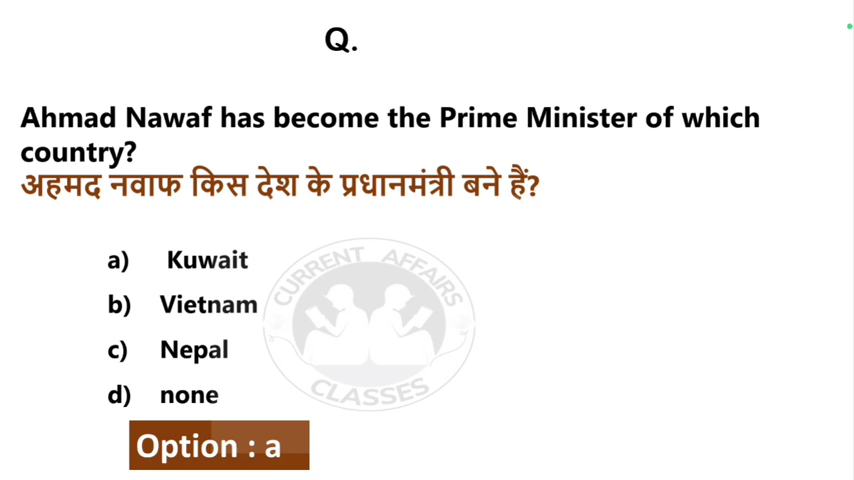 Q.
Ahmad Nawaf has become the Prime Minister of which
country?
अहमद नवाफ किस देश के प्रधानमंत्री बने हैं?
a) Kuwait
b) Vietnam
c) Nepal
d) none
CURRENT AFFAIRS
CLASSES
Option : a